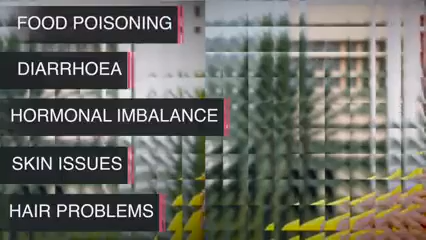 FOOD POISONING
DIARRHOEA
HORMONAL IMBALANCE
SKIN ISSUES
HAIR PROBLEMS